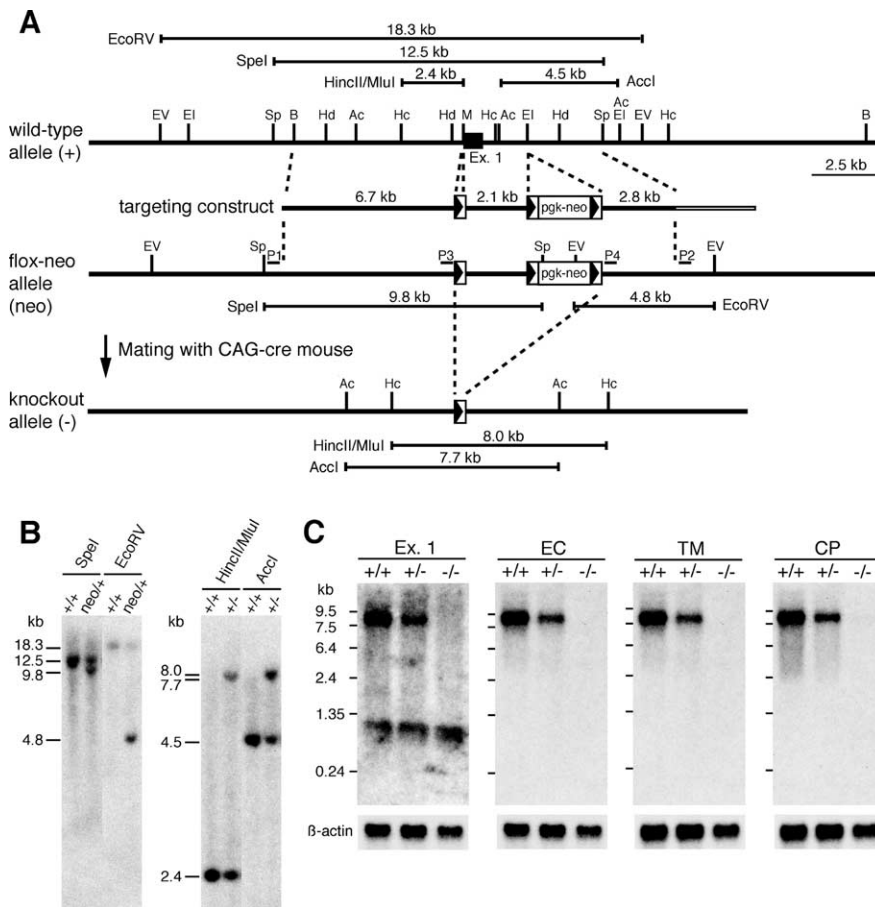 A
EcoRV 18.3 kb
SpeI 12.5 kb
HincII/MluI 2.4 kb 4.5 kb AccI
EV EI Sp B Hd Ac Hc Hd M Hc Ac EI Hd Sp Ac EI EV Hc B
wild-type allele (+)
Ex. 1
2.5 kb
6.7 kb 2.1 kb 2.8 kb
targeting construct pgk-neo
EV Sp P1 P3 Sp EV P4 P2 EV
flox-neo allele (neo) pgk-neo
SpeI 9.8 kb 4.8 kb EcoRV
Mating with CAG-cre mouse
Ac Hc Ac Hc
knockout allele (-)
HincII/MluI 8.0 kb
AccI 7.7 kb
B
SpeI EcoRV
+/+ neo/+ +/+ neo/+
kb
18.3
12.5
9.8
4.8
HincII/MluI AccI
+/+ +/- +/+ +/-
kb
8.0
7.7
4.5
2.4
C
Ex. 1 EC TM CP
+/+ +/- -/- +/+ +/- -/- +/+ +/- -/- +/+ +/- -/-
kb
9.5
7.5
6.4
2.4
1.35
0.24
ß-actin